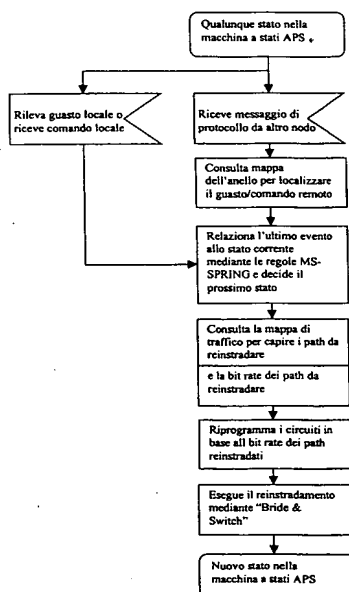 Qualunque stato nella
macchina a stati APS
Rileva guasto locale o
riceve comando locale
Riceve messaggio di
protocollo da altro nodo
Consulta mappa
dell'anello per localizzare
il guasto/comando remoto
Relaziona l'ultimo evento
allo stato corrente
mediante le regole MS-
SPRING e decide il
prossimo stato
Consulta la mappa di
traffico per capire i path da
reinstradare
e la bit rate dei path da
reinstradare
Riprogramma i circuiti in
base all bit rate dei path
reinstradati
Esegue il reinstradamento
mediante "Bride &
Switch"
Nuovo stato nella
macchina a stati APS